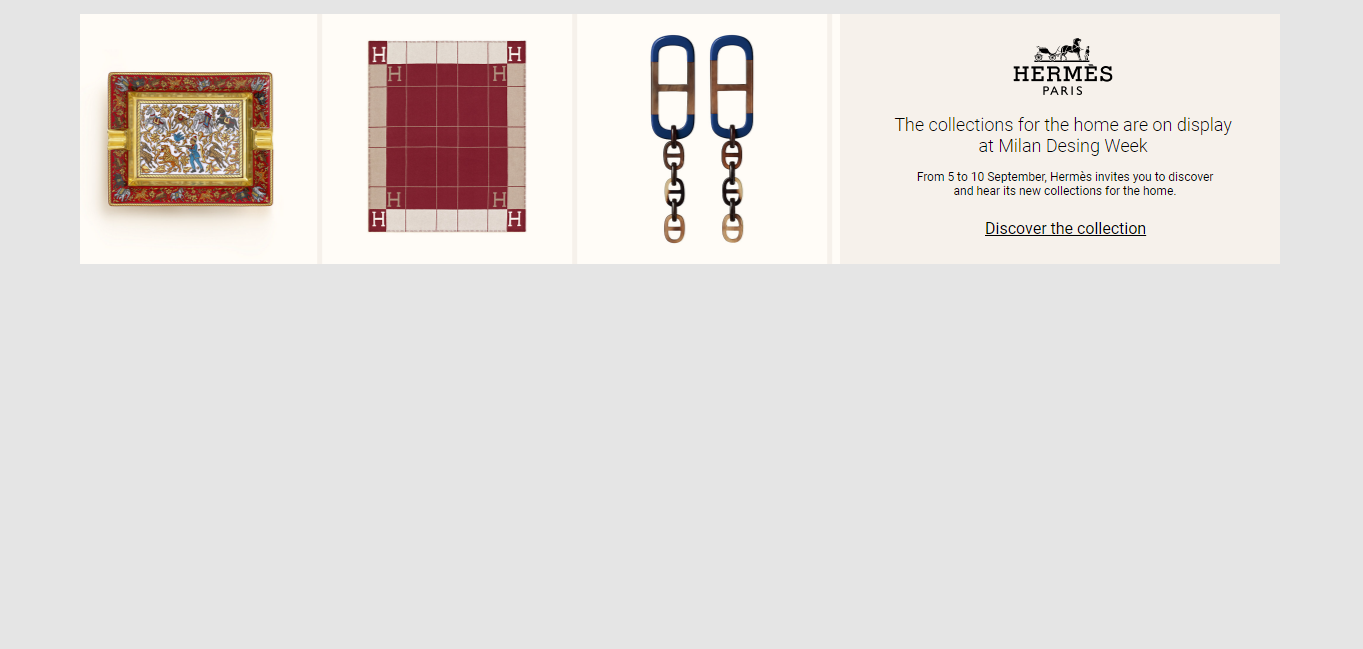 H H
H H
H H
H H
HERMÈS
PARIS
The collections for the home are on display
at Milan Desing Week
From 5 to 10 September, Hermès invites you to discover
and hear its new collections for the home.
Discover the collection